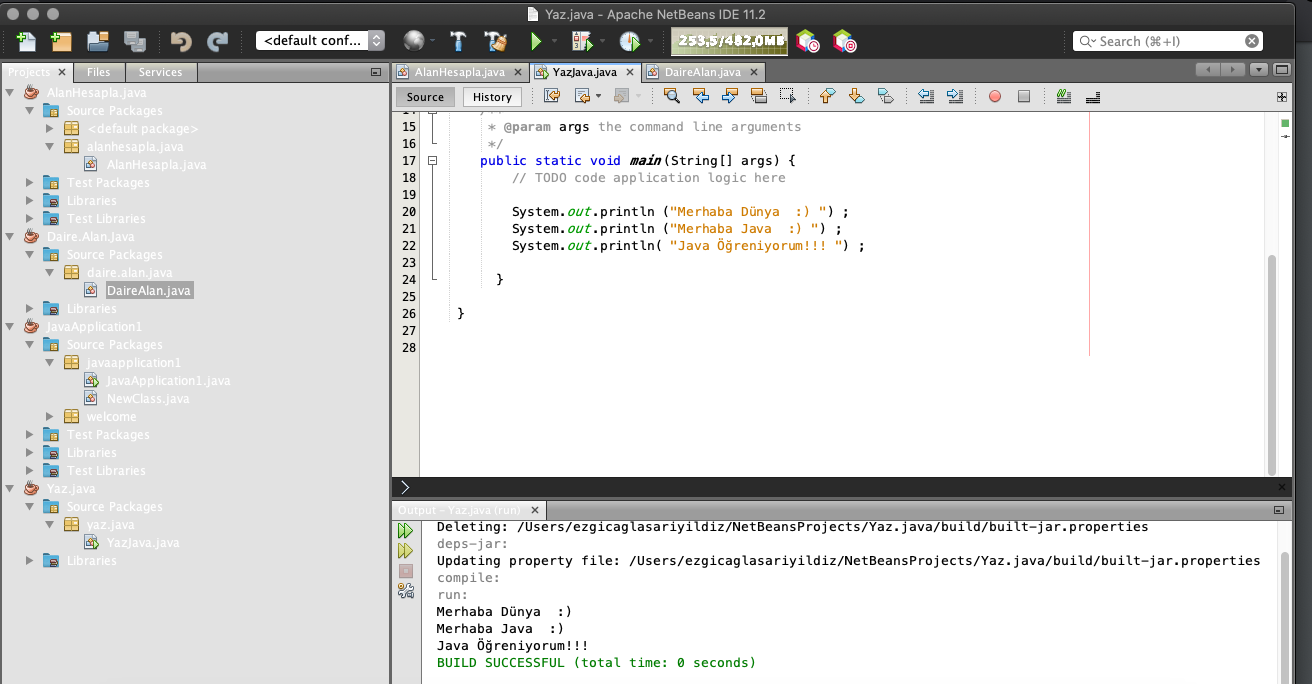 Yaz.java - Apache NetBeans IDE 11.2
<default conf...
253,5/482,0MB
Search (⌘+I)
Projects Files Services
AlanHesapla.java
Source Packages
<default package>
alanhesapla.java
AlanHesapla.java
Test Packages
Libraries
Test Libraries
Daire.Alan.Java
Source Packages
daire.alan.java
DaireAlan.java
Libraries
JavaApplication1
Source Packages
javaapplication1
JavaApplication1.java
NewClass.java
welcome
Test Packages
Libraries
Test Libraries
Yaz.java
Source Packages
yaz.java
YazJava.java
Libraries
AlanHesapla.java YazJava.java DaireAlan.java
Source History
15 * @param args the command line arguments
16 */
17 public static void main(String[] args) {
18 // TODO code application logic here
19
20 System.out.println ("Merhaba Dünya  :) ") ;
21 System.out.println ("Merhaba Java  :) ") ;
22 System.out.println( "Java Öğreniyorum!!! ") ;
23
24 }
25
26 }
27
28
Output - Yaz.java (run)
Deleting: /Users/ezgicaglasariyildiz/NetBeansProjects/Yaz.java/build/built-jar.properties
deps-jar:
Updating property file: /Users/ezgicaglasariyildiz/NetBeansProjects/Yaz.java/build/built-jar.properties
compile:
run:
Merhaba Dünya  :)
Merhaba Java  :)
Java Öğreniyorum!!!
BUILD SUCCESSFUL (total time: 0 seconds)